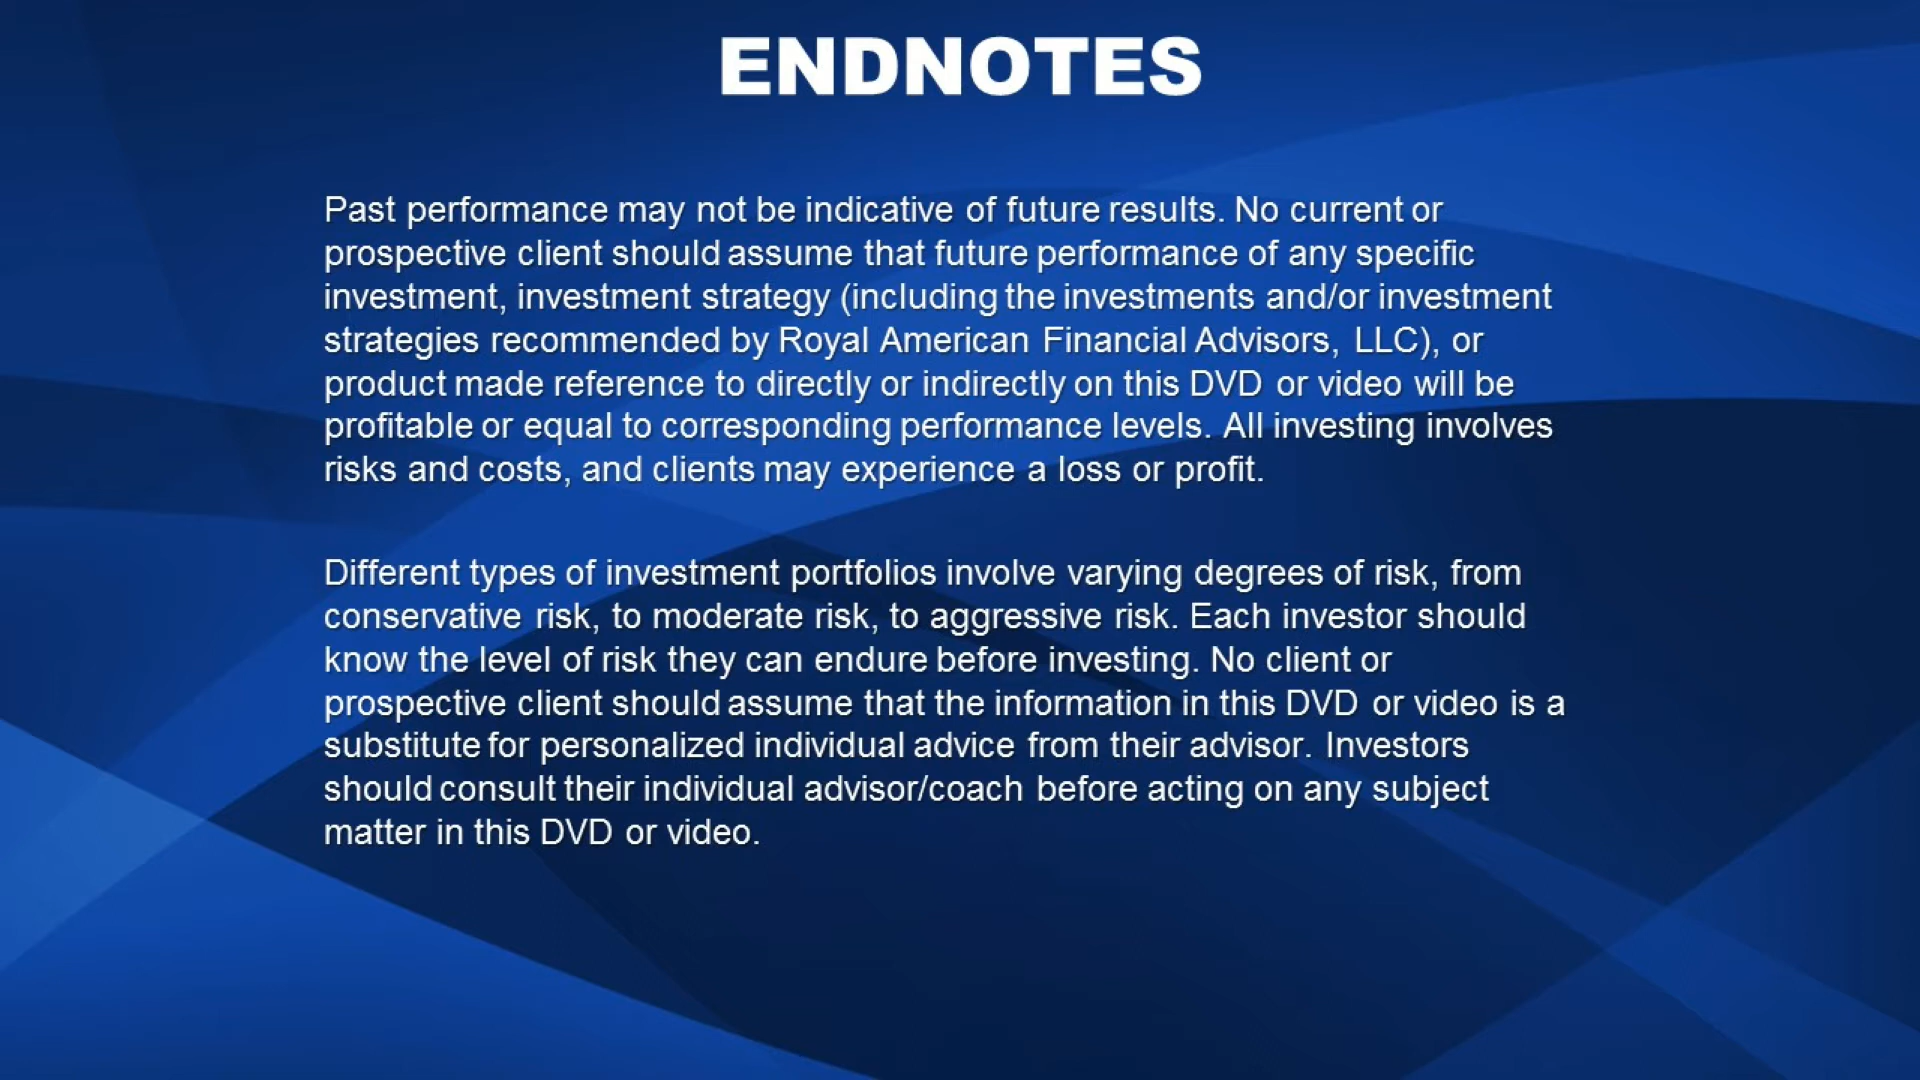 ENDNOTES
Past performance may not be indicative of future results. No current or
prospective client should assume that future performance of any specific
investment, investment strategy (including the investments and/or investment
strategies recommended by Royal American Financial Advisors, LLC), or
product made reference to directly or indirectly on this DVD or video will be
profitable or equal to corresponding performance levels. All investing involves
risks and costs, and clients may experience a loss or profit.
Different types of investment portfolios involve varying degrees of risk, from
conservative risk, to moderate risk, to aggressive risk. Each investor should
know the level of risk they can endure before investing. No client or
prospective client should assume that the information in this DVD or video is a
substitute for personalized individual advice from their advisor. Investors
should consult their individual advisor/coach before acting on any subject
matter in this DVD or video.